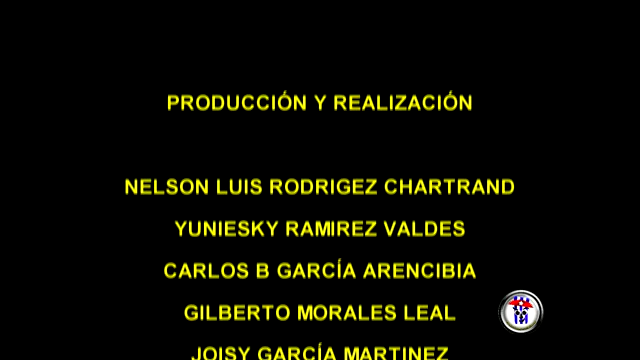 PRODUCCIÓN Y REALIZACIÓN
NELSON LUIS RODRIGEZ CHARTRAND
YUNIESKY RAMIREZ VALDES
CARLOS B GARCÍA ARENCIBIA
GILBERTO MORALES LEAL
JOISY GARCÍA MARTINEZ